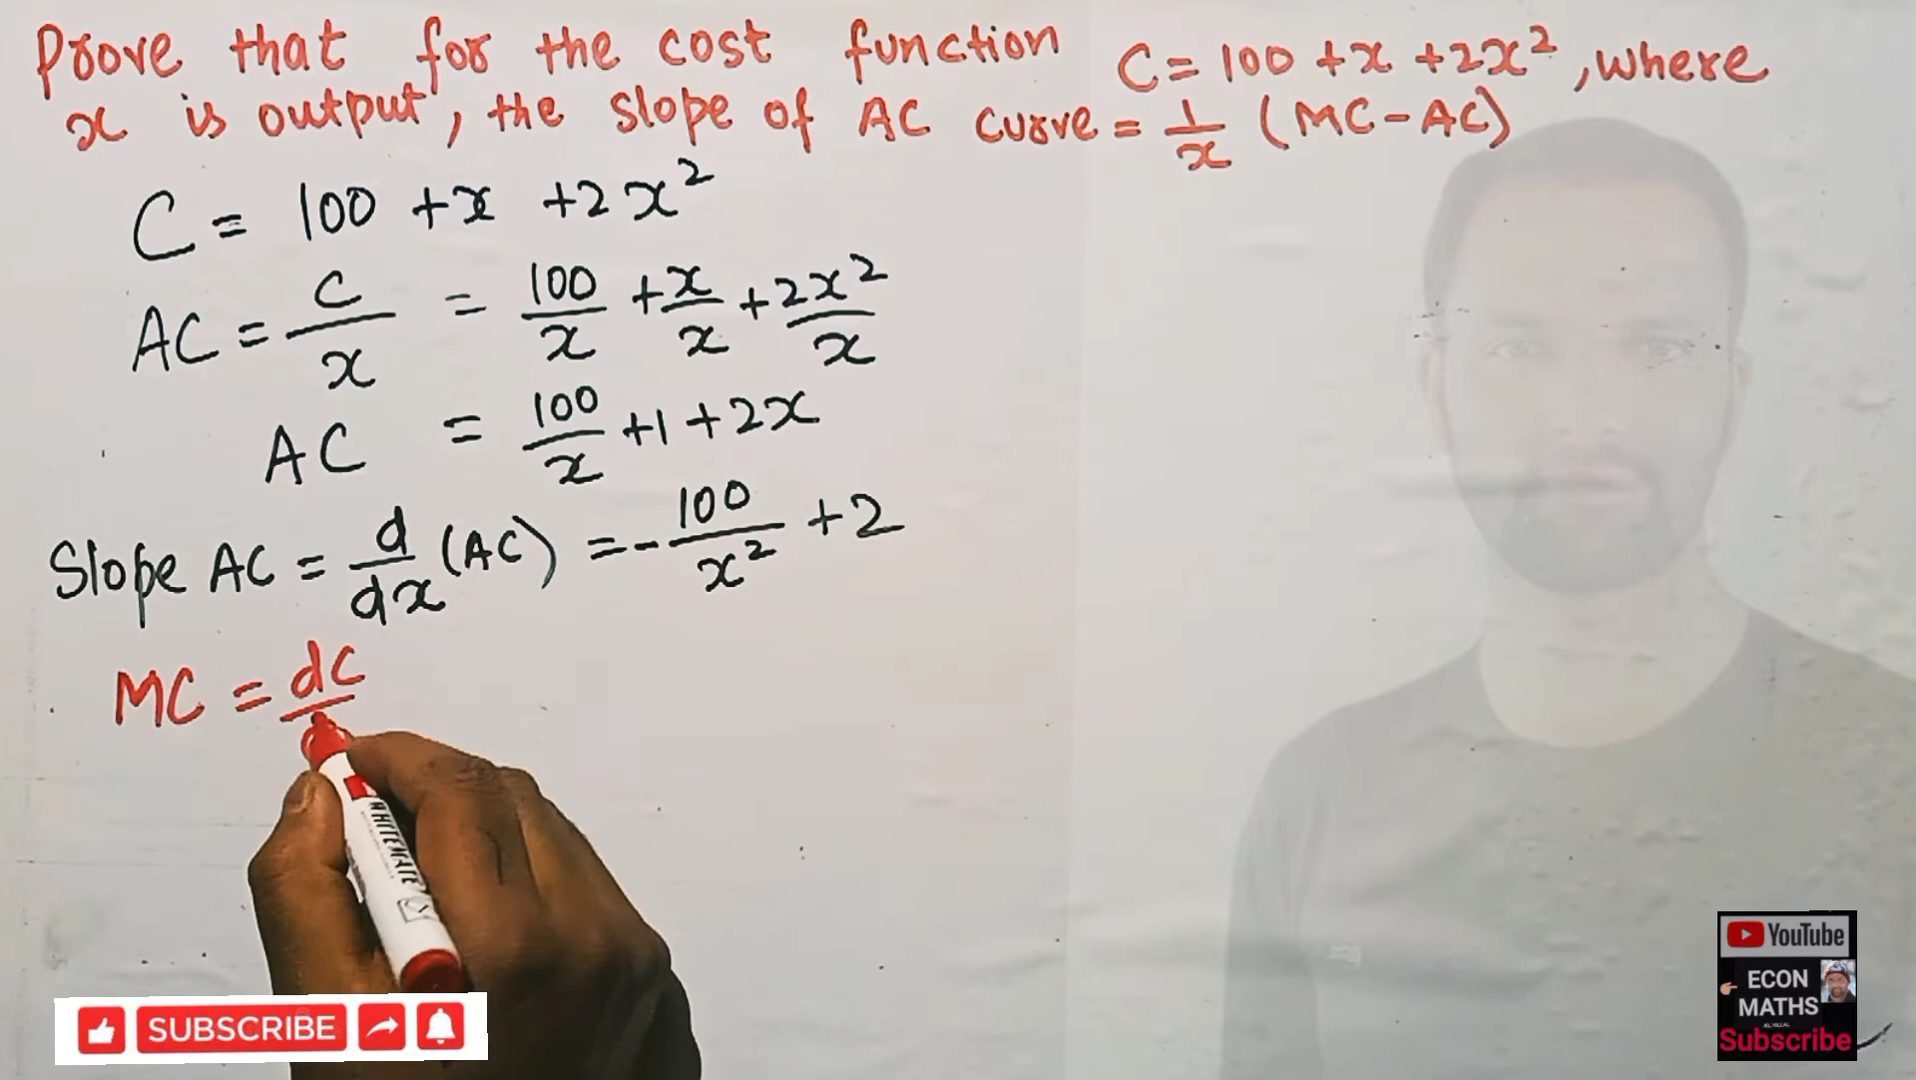 Prove that for the cost function C = 100 + x + 2x², where
x is output, the slope of AC curve = 1/x (MC - AC)
C = 100 + x + 2x²
AC = C/x = 100/x + x/x + 2x²/x
AC = 100/x + 1 + 2x
Slope AC = d/dx (AC) = - 100/x² + 2
MC = dC
WHITEMATE
SUBSCRIBE
YouTube
ECON
MATHS
Subscribe